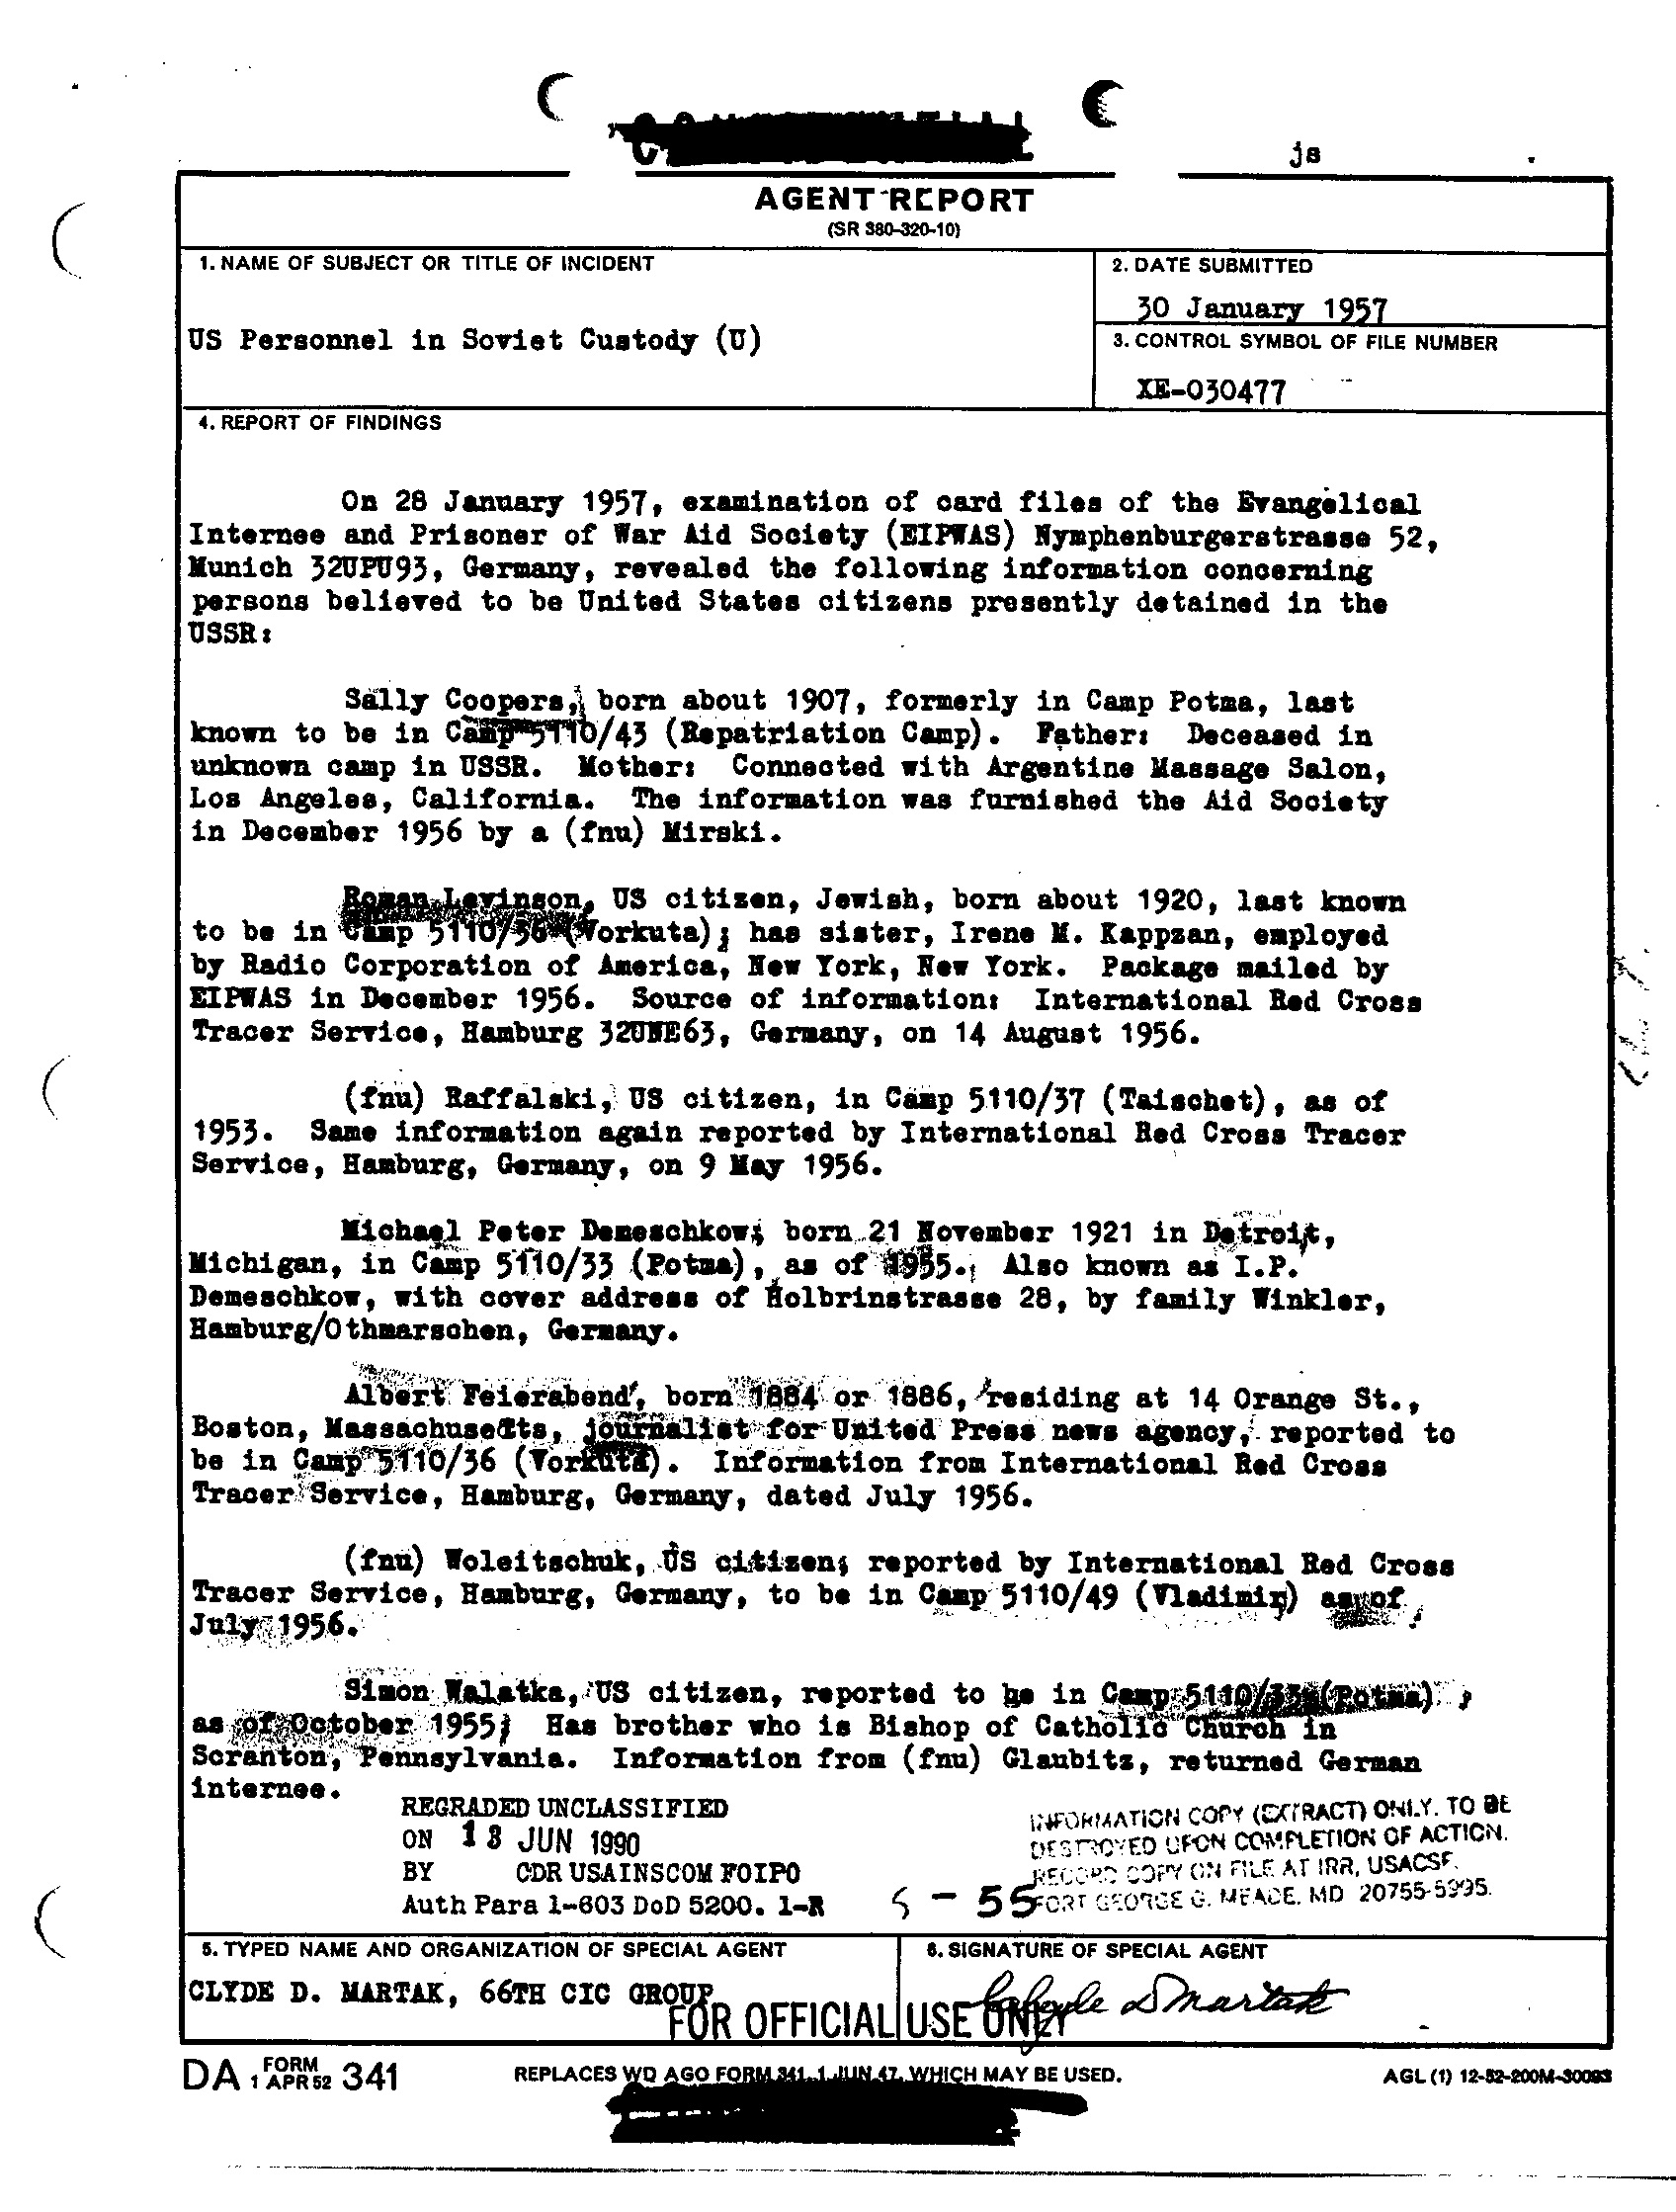 js
AGENT REPORT
(SR 380-320-10)
1. NAME OF SUBJECT OR TITLE OF INCIDENT
US Personnel in Soviet Custody (U)
2. DATE SUBMITTED
30 January 1957
3. CONTROL SYMBOL OF FILE NUMBER
XE-030477
4. REPORT OF FINDINGS
On 28 January 1957, examination of card files of the Evangelical
Internee and Prisoner of War Aid Society (EIPWAS) Nymphenburgerstrasse 52,
Munich 32UPU93, Germany, revealed the following information concerning
persons believed to be United States citizens presently detained in the
USSR:
Sally Coopers, born about 1907, formerly in Camp Potma, last
known to be in Camp 5110/43 (Repatriation Camp). Father: Deceased in
unknown camp in USSR. Mother: Connected with Argentine Massage Salon,
Los Angeles, California. The information was furnished the Aid Society
in December 1956 by a (fnu) Mirski.
Roman Levinson, US citizen, Jewish, born about 1920, last known
to be in Camp 5110/36 (Vorkuta); has sister, Irene M. Kappzan, employed
by Radio Corporation of America, New York, New York. Package mailed by
EIPWAS in December 1956. Source of information: International Red Cross
Tracer Service, Hamburg 32UNE63, Germany, on 14 August 1956.
(fnu) Raffalski, US citizen, in Camp 5110/37 (Taischet), as of
1953. Same information again reported by International Red Cross Tracer
Service, Hamburg, Germany, on 9 May 1956.
Michael Peter Demeschkow; born 21 November 1921 in Detroit,
Michigan, in Camp 5110/33 (Potma), as of 1955. Also known as I.P.
Demeschkow, with cover address of Holbrinstrasse 28, by family Winkler,
Hamburg/Othmarschen, Germany.
Albert Feierabend, born 1884 or 1886, residing at 14 Orange St.,
Boston, Massachusetts, journalist for United Press news agency, reported to
be in Camp 5110/36 (Vorkuta). Information from International Red Cross
Tracer Service, Hamburg, Germany, dated July 1956.
(fnu) Woleitschuk, US citizen; reported by International Red Cross
Tracer Service, Hamburg, Germany, to be in Camp 5110/49 (Vladimir) as of
July 1956.
Simon Walatka, US citizen, reported to be in Camp 5110/33 (Potma)
as of October 1955; Has brother who is Bishop of Catholic Church in
Scranton, Pennsylvania. Information from (fnu) Glaubitz, returned German
internee.
REGRADED UNCLASSIFIED
ON 18 JUN 1990
BY CDR USAINSCOM FOIPO
Auth Para 1-603 DoD 5200. 1-R
INFORMATION COPY (EXTRACT) ONLY. TO BE
DESTROYED UPON COMPLETION OF ACTION.
RECORD COPY ON FILE AT IRR, USACSF.
FORT GEORGE G. MEADE, MD 20755-5995.
S - 55
5. TYPED NAME AND ORGANIZATION OF SPECIAL AGENT
CLYDE D. MARTAK, 66TH CIC GROUP
6. SIGNATURE OF SPECIAL AGENT
Clyde D Martak
FOR OFFICIAL USE ONLY
DA FORM 1 APR 52 341
REPLACES WD AGO FORM 341, 1 JUN 47, WHICH MAY BE USED.
AGL (1) 12-52-200M-30093